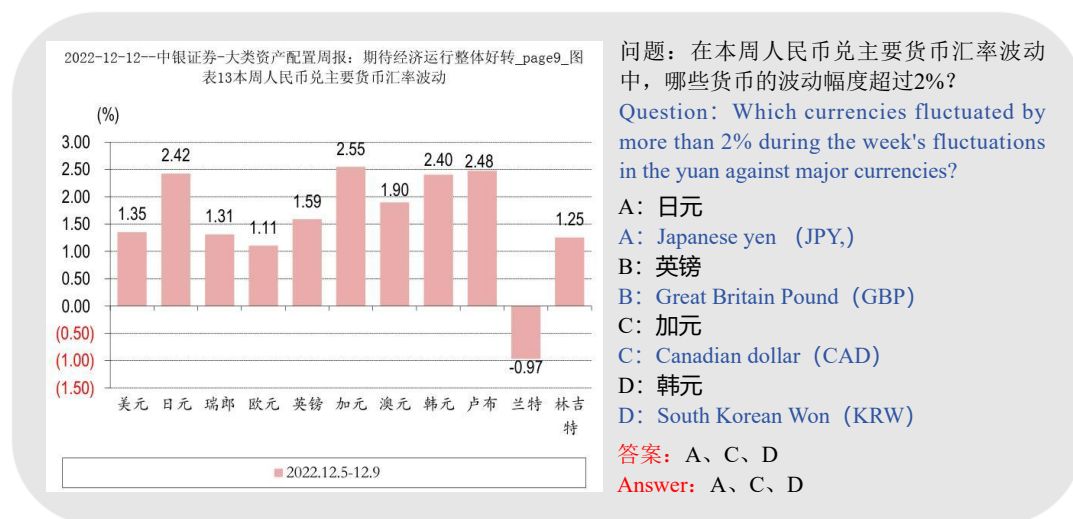 2022-12-12--中银证券-大类资产配置周报：期待经济运行整体好转_page9_图
表13本周人民币兑主要货币汇率波动
(%)
3.00
2.50
2.00
1.50
1.00
0.50
0.00
(0.50)
(1.00)
(1.50)
1.35
2.42
1.31
1.11
1.59
2.55
1.90
2.40
2.48
-0.97
1.25
美元 日元 瑞郎 欧元 英镑 加元 澳元 韩元 卢布 兰特 林吉
特
2022.12.5-12.9
问题：在本周人民币兑主要货币汇率波动
中，哪些货币的波动幅度超过2%？
Question：Which currencies fluctuated by
more than 2% during the week's fluctuations
in the yuan against major currencies?
A：日元
A：Japanese yen （JPY,）
B：英镑
B：Great Britain Pound（GBP）
C：加元
C：Canadian dollar（CAD）
D：韩元
D：South Korean Won（KRW）
答案：A、C、D
Answer：A、C、D